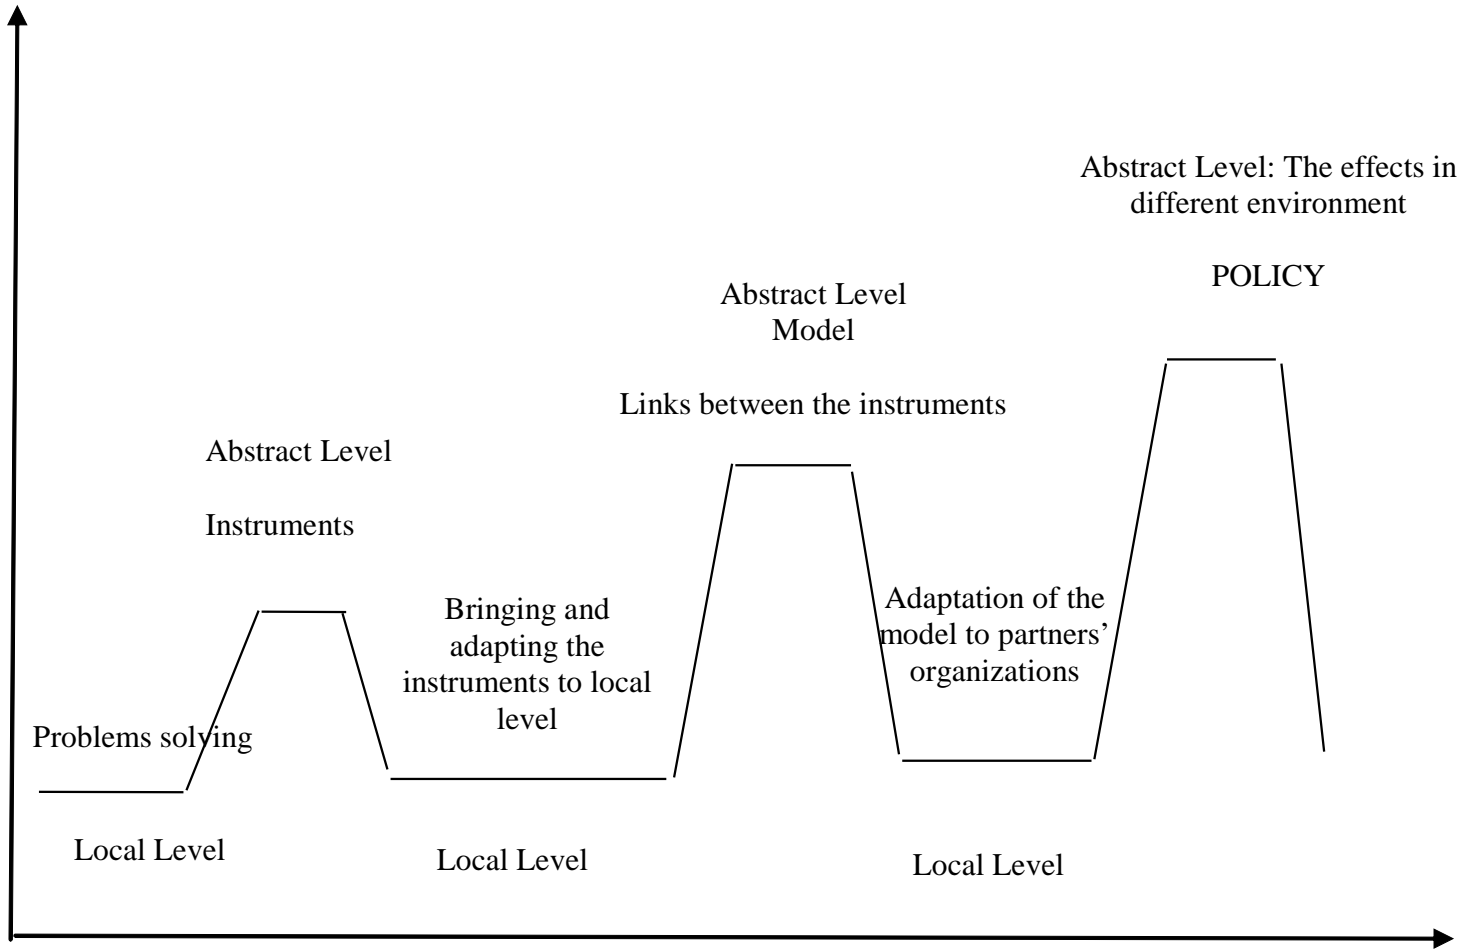 Abstract Level: The effects in
different environment
POLICY
Abstract Level
Model
Links between the instruments
Abstract Level
Instruments
Bringing and
adapting the
instruments to local
level
Adaptation of the
model to partners’
organizations
Problems solving
Local Level
Local Level
Local Level